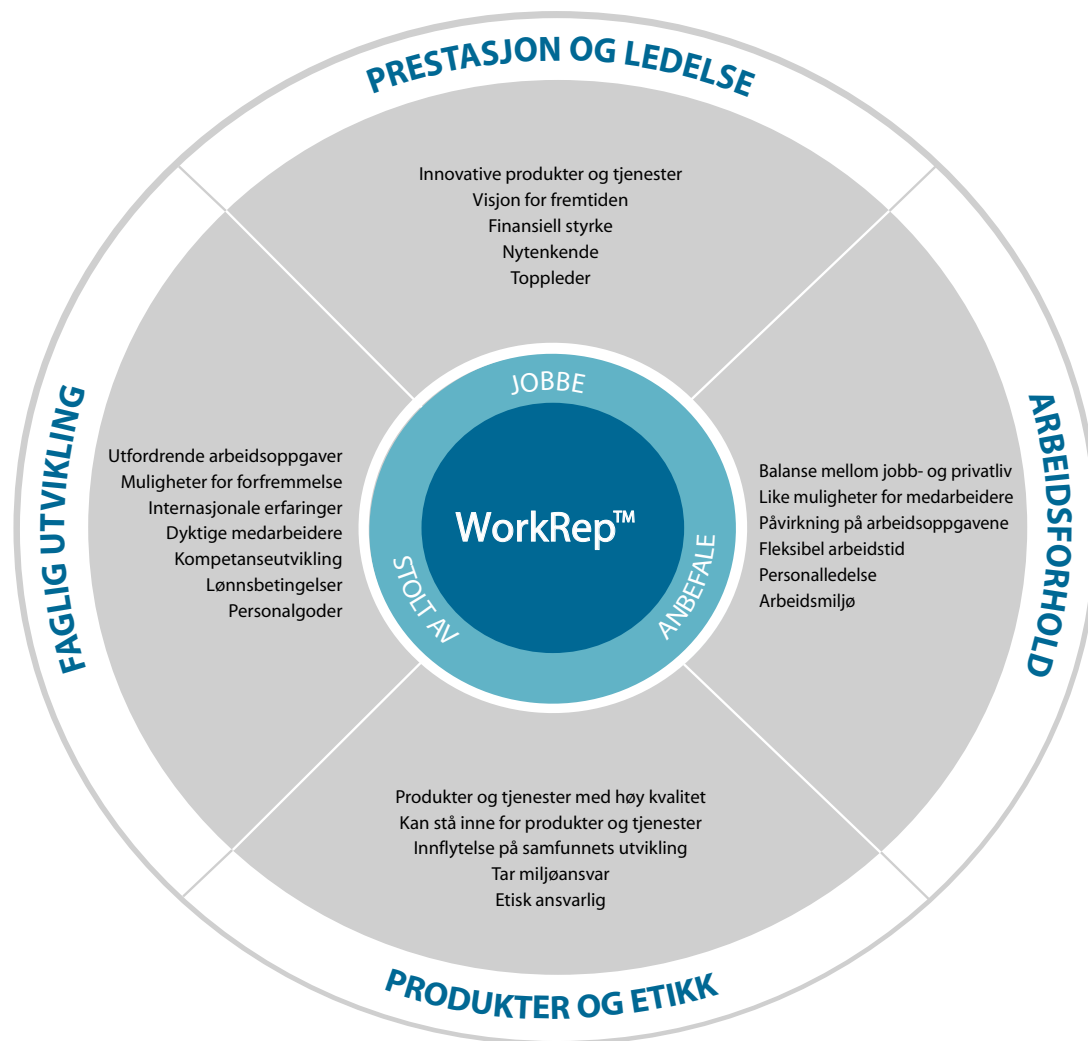 PRESTASJON OG LEDELSE
Innovative produkter og tjenester
Visjon for fremtiden
Finansiell styrke
Nytenkende
Toppleder
FAGLIG UTVIKLING
Utfordrende arbeidsoppgaver
Muligheter for forfremmelse
Internasjonale erfaringer
Dyktige medarbeidere
Kompetanseutvikling
Lønnsbetingelser
Personalgoder
JOBBE
WorkRep™
STOLT AV
ANBEFALE
Balanse mellom jobb- og privatliv
Like muligheter for medarbeidere
Påvirkning på arbeidsoppgavene
Fleksibel arbeidstid
Personalledelse
Arbeidsmiljø
ARBEIDSFORHOLD
Produkter og tjenester med høy kvalitet
Kan stå inne for produkter og tjenester
Innflytelse på samfunnets utvikling
Tar miljøansvar
Etisk ansvarlig
PRODUKTER OG ETIKK